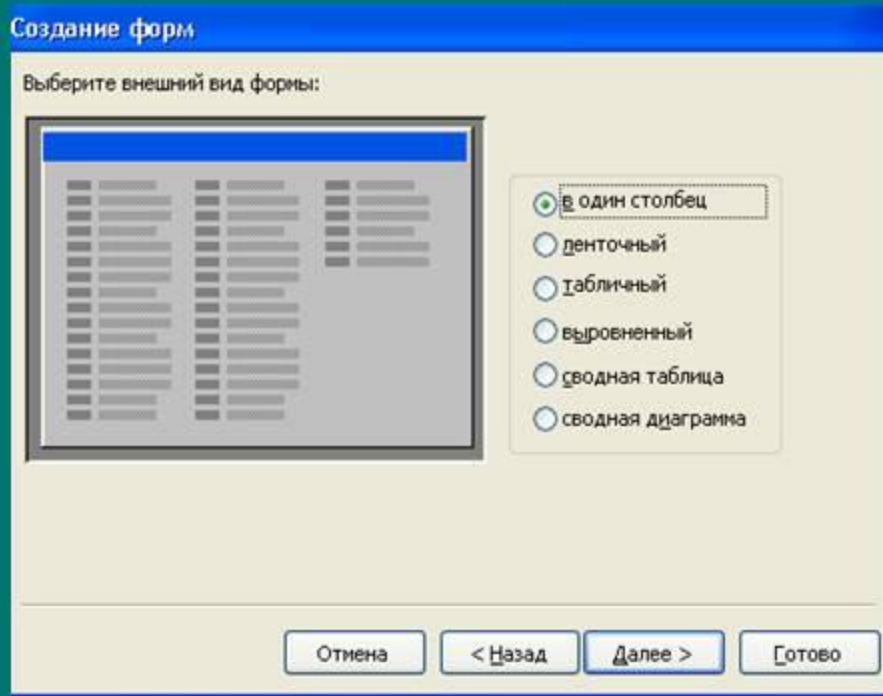 Создание форм
Выберите внешний вид формы:
в один столбец
ленточный
табличный
выровненный
сводная таблица
сводная диаграмма
Отмена
< Назад
Далее >
Готово